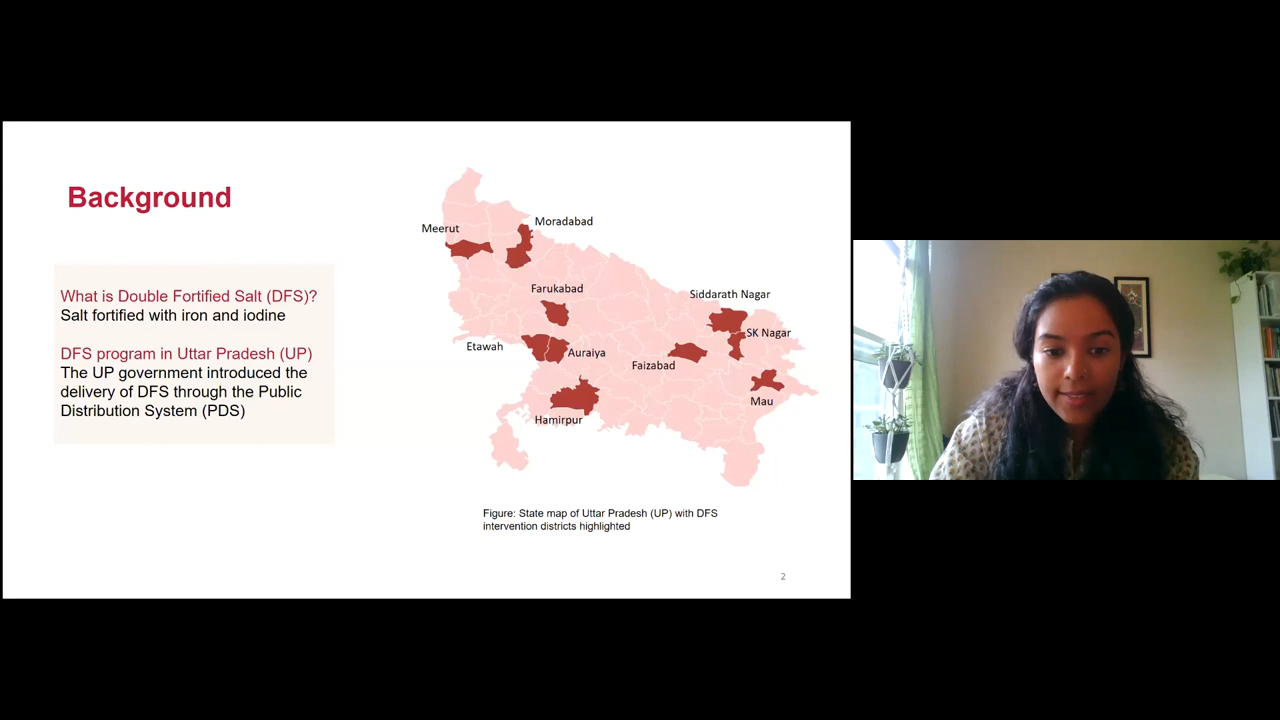 Background
What is Double Fortified Salt (DFS)?
Salt fortified with iron and iodine
DFS program in Uttar Pradesh (UP)
The UP government introduced the
delivery of DFS through the Public
Distribution System (PDS)
Meerut
Moradabad
Farukabad
Siddarath Nagar
SK Nagar
Etawah
Auraiya
Faizabad
Mau
Hamirpur
Figure: State map of Uttar Pradesh (UP) with DFS
intervention districts highlighted
2